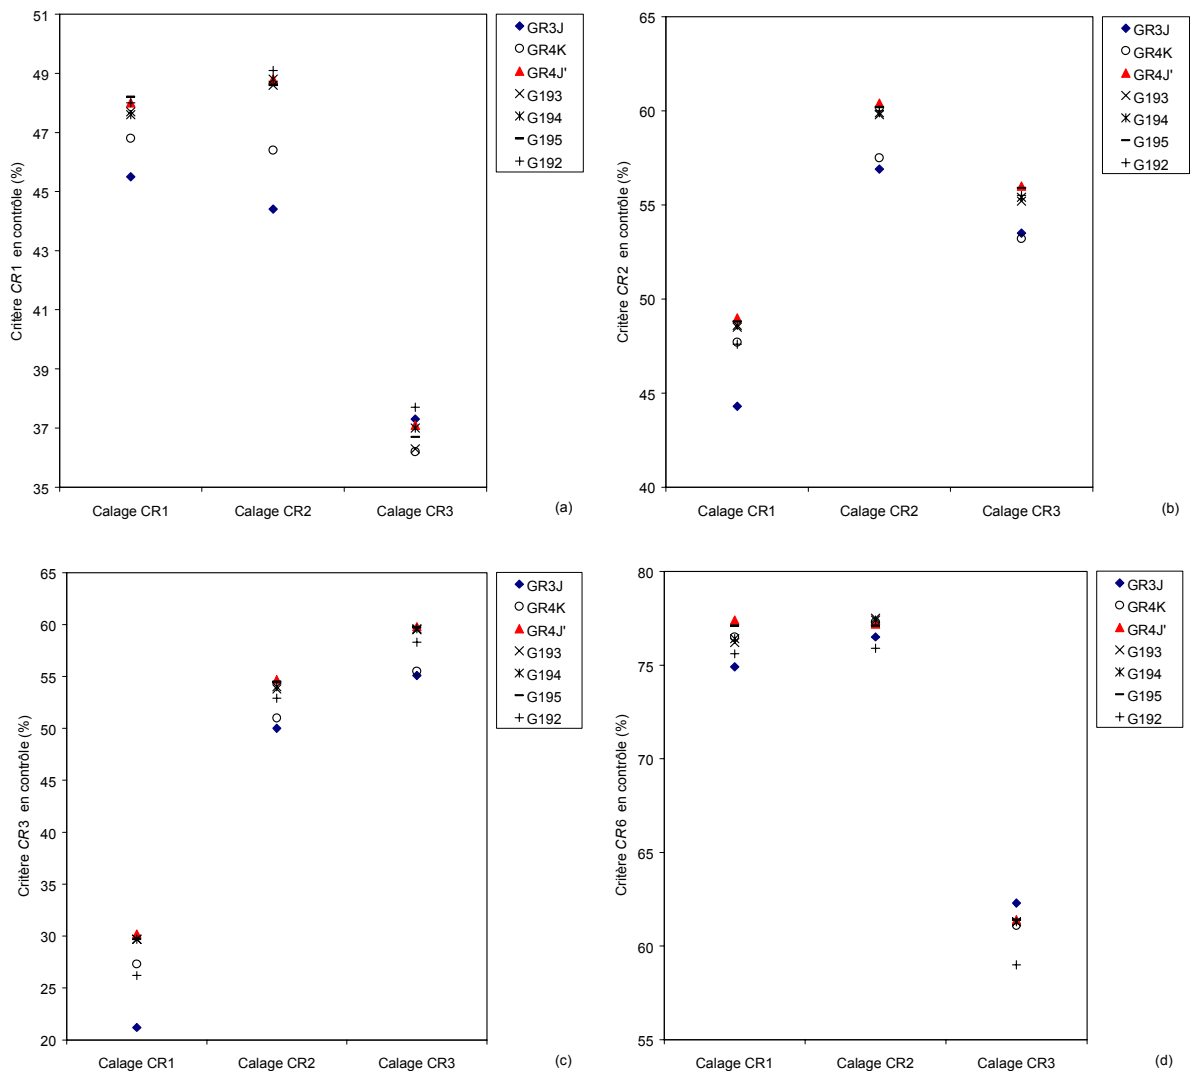 51
49
47
45
43
41
39
37
35
Critère CR1 en contrôle (%)
Calage CR1
Calage CR2
Calage CR3
GR3J
GR4K
GR4J'
G193
G194
G195
G192
(a)
65
60
55
50
45
40
Critère CR2 en contrôle (%)
Calage CR1
Calage CR2
Calage CR3
GR3J
GR4K
GR4J'
G193
G194
G195
G192
(b)
65
60
55
50
45
40
35
30
25
20
Critère CR3 en contrôle (%)
Calage CR1
Calage CR2
Calage CR3
GR3J
GR4K
GR4J'
G193
G194
G195
G192
(c)
80
75
70
65
60
55
Critère CR6 en contrôle (%)
Calage CR1
Calage CR2
Calage CR3
GR3J
GR4K
GR4J'
G193
G194
G195
G192
(d)